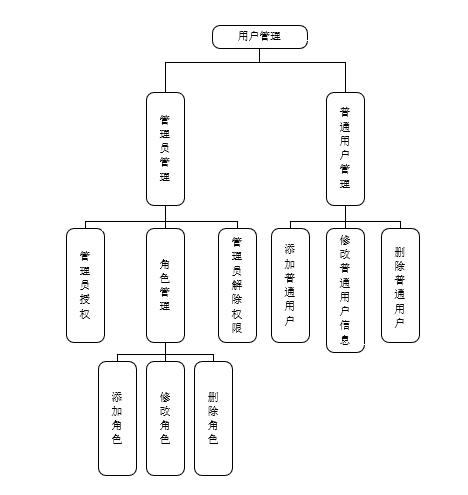 用户管理
管理员管理
普通用户管理
管理员授权
角色管理
管理员解除权限
添加普通用户
修改普通用户信息
删除普通用户
添加角色
修改角色
删除角色